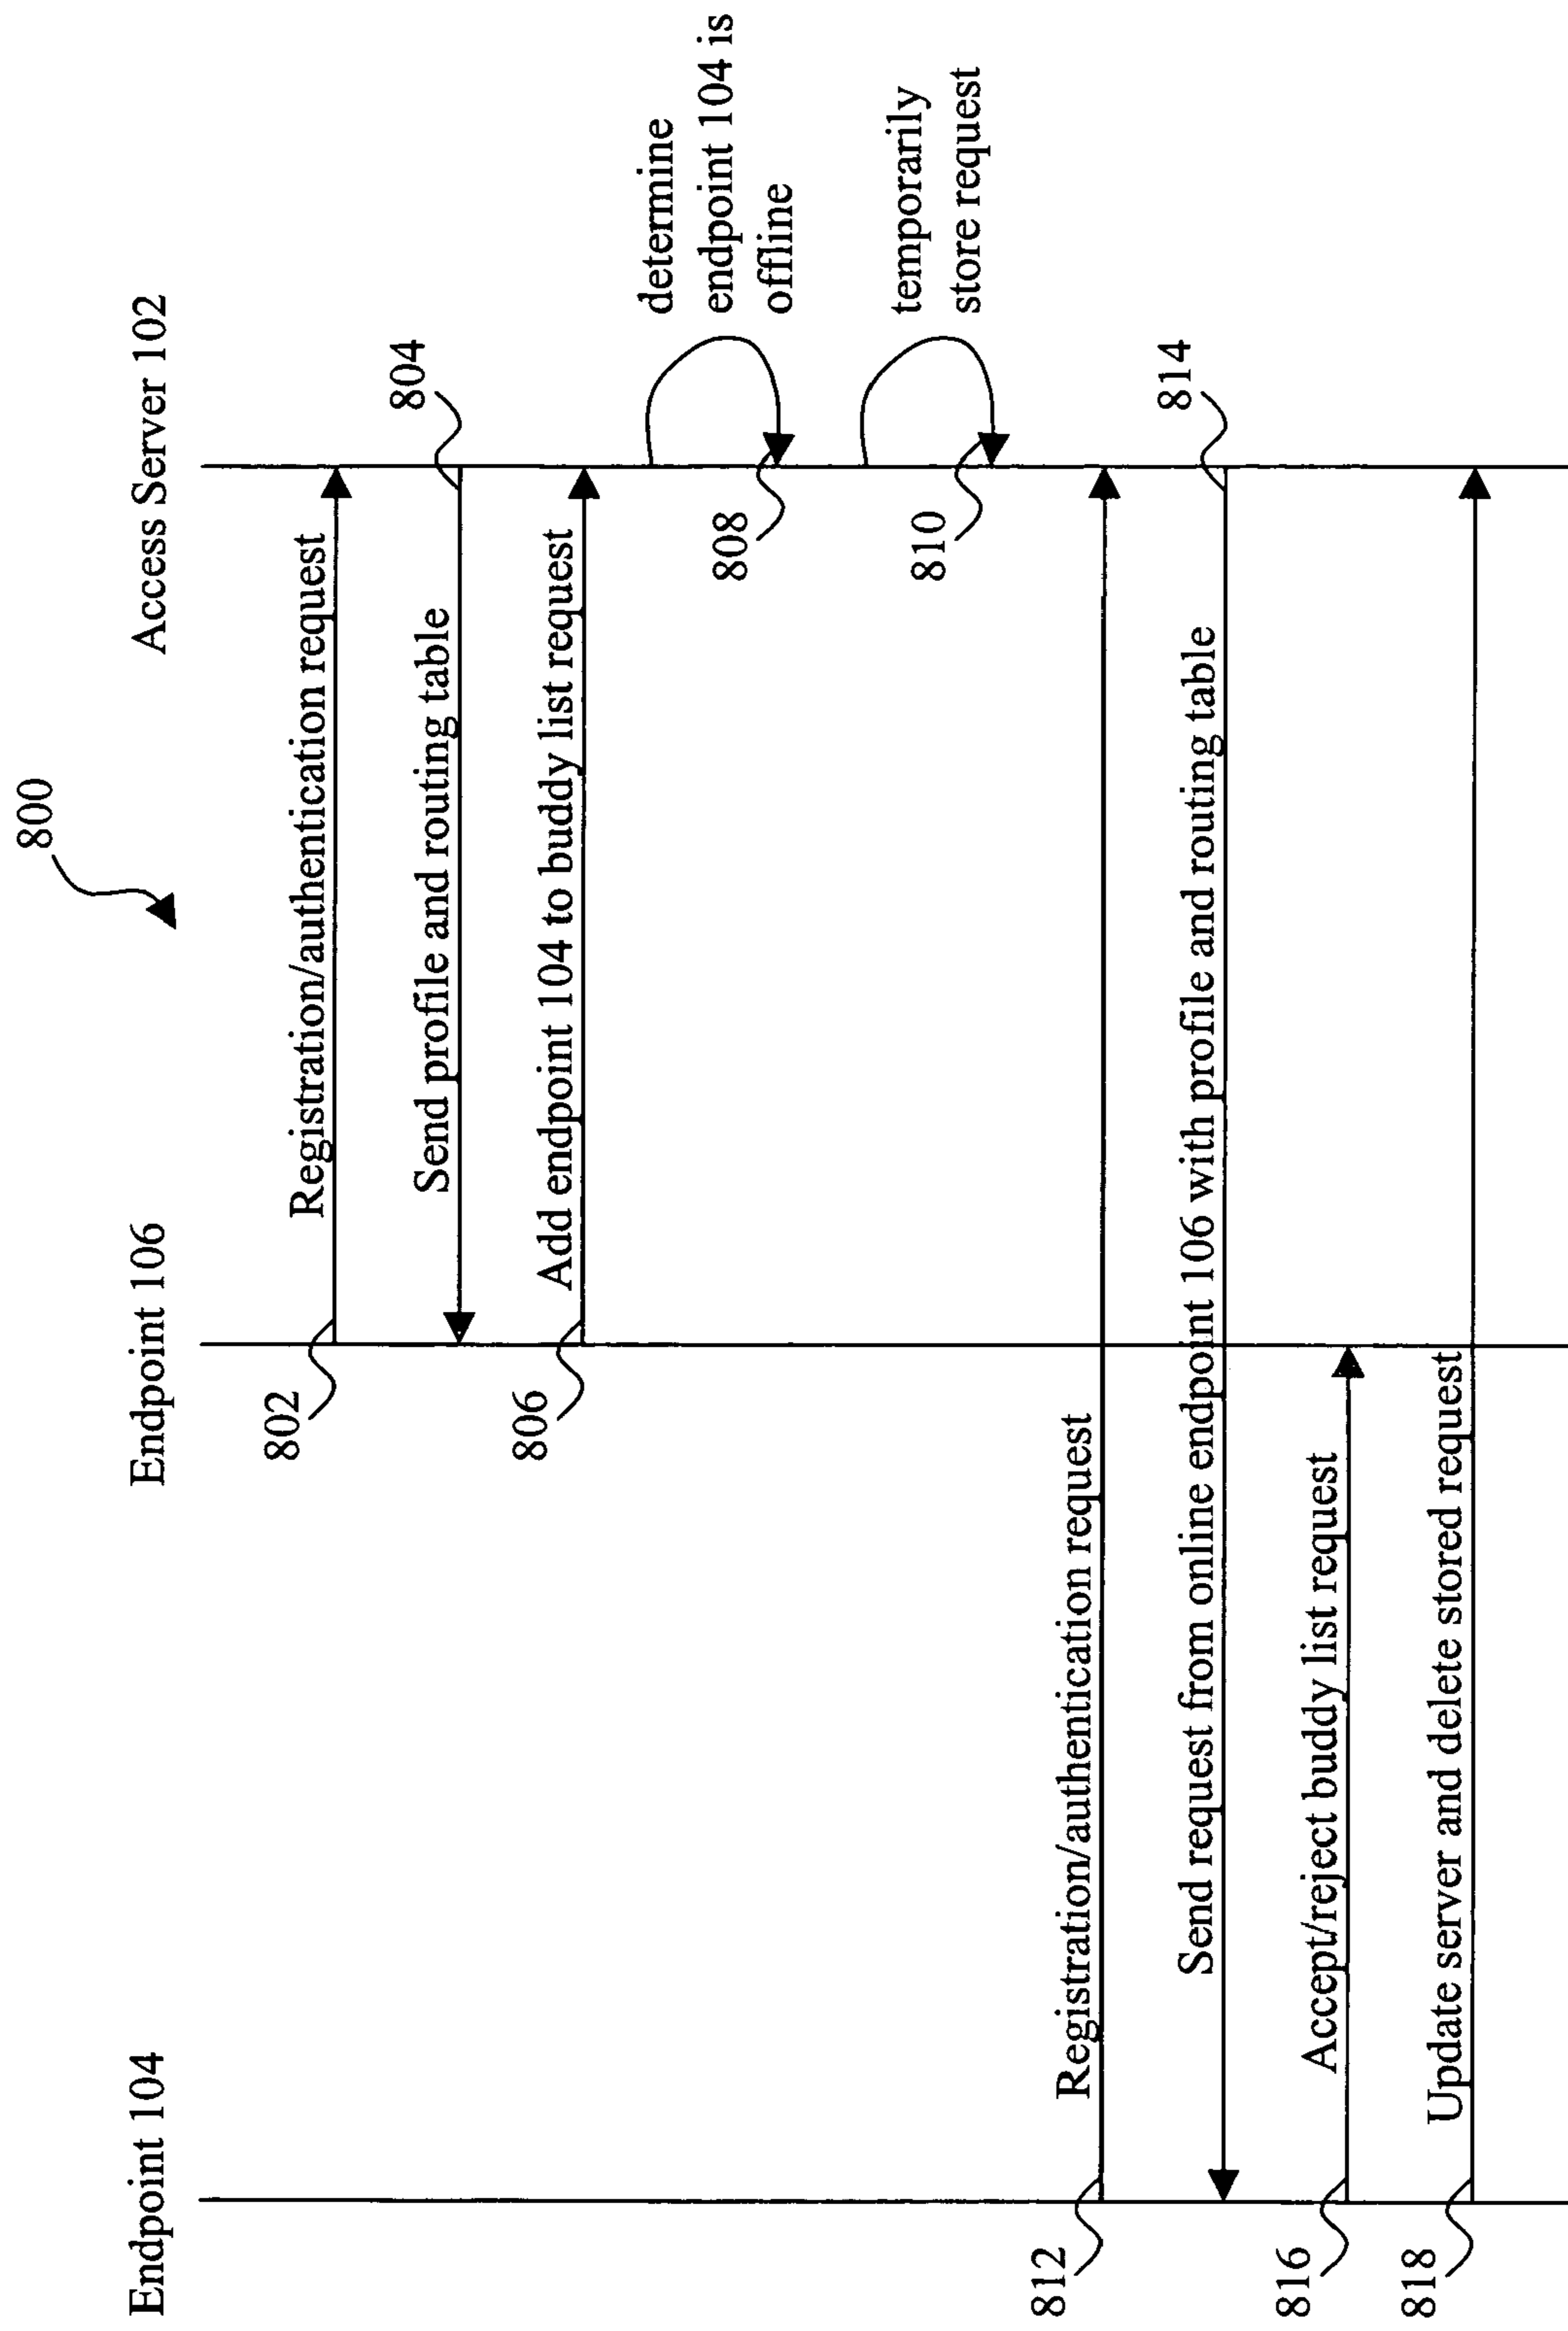 800
Endpoint 104
Endpoint 106
Access Server 102
802
Registration/authentication request
Send profile and routing table
804
806
Add endpoint 104 to buddy list request
determine
endpoint 104 is
offline
808
temporarily
store request
810
812
Registration/authentication request
Send request from online endpoint 106 with profile and routing table
814
816
Accept/reject buddy list request
818
Update server and delete stored request